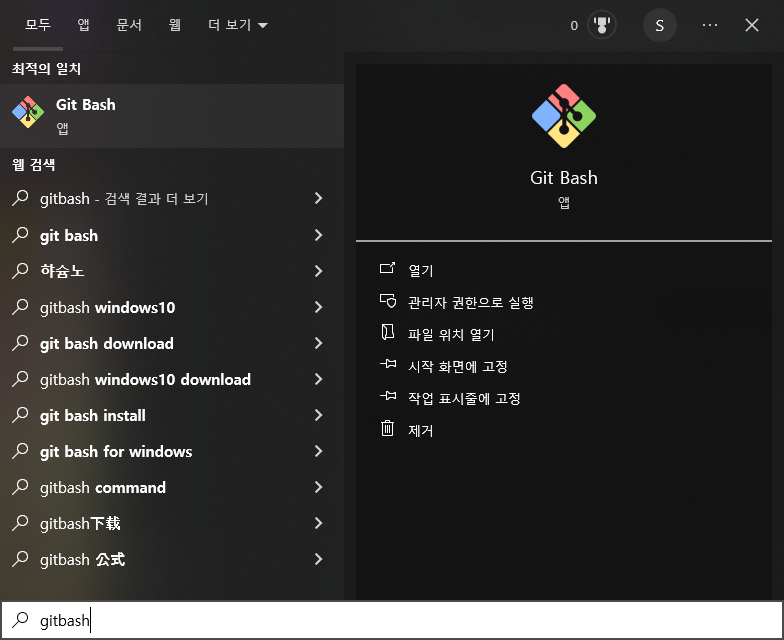 모두 앱 문서 웹 더 보기 0 S
최적의 일치
Git Bash
앱
웹 검색
gitbash - 검색 결과 더 보기
git bash
햐슙노
gitbash windows10
git bash download
gitbash windows10 download
git bash install
git bash for windows
gitbash command
gitbash下载
gitbash 公式
Git Bash
앱
열기
관리자 권한으로 실행
파일 위치 열기
시작 화면에 고정
작업 표시줄에 고정
제거
gitbash